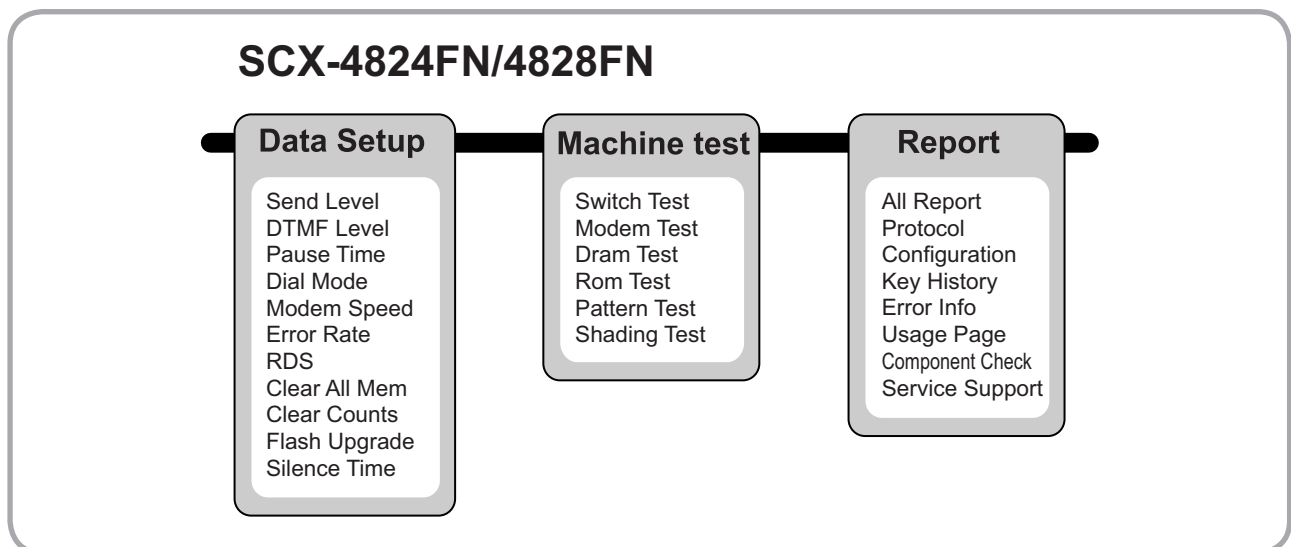 SCX-4824FN/4828FN
Data Setup
Send Level
DTMF Level
Pause Time
Dial Mode
Modem Speed
Error Rate
RDS
Clear All Mem
Clear Counts
Flash Upgrade
Silence Time
Machine test
Switch Test
Modem Test
Dram Test
Rom Test
Pattern Test
Shading Test
Report
All Report
Protocol
Configuration
Key History
Error Info
Usage Page
Component Check
Service Support